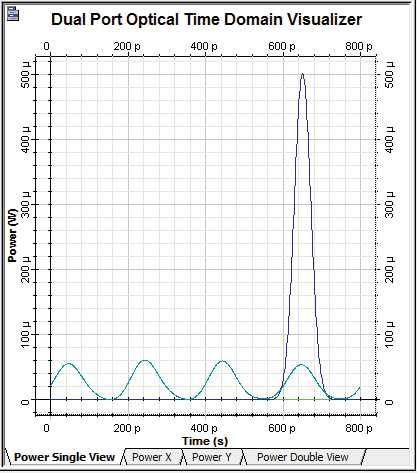 Dual Port Optical Time Domain Visualizer
0 200 p 400 p 600 p 800 p
500 µ 500 µ
400 µ 400 µ
300 µ 300 µ
Power (W)
200 µ 200 µ
100 µ 100 µ
0 0
0 200 p 400 p 600 p 800 p
Time (s)
Power Single View Power X Power Y Power Double View